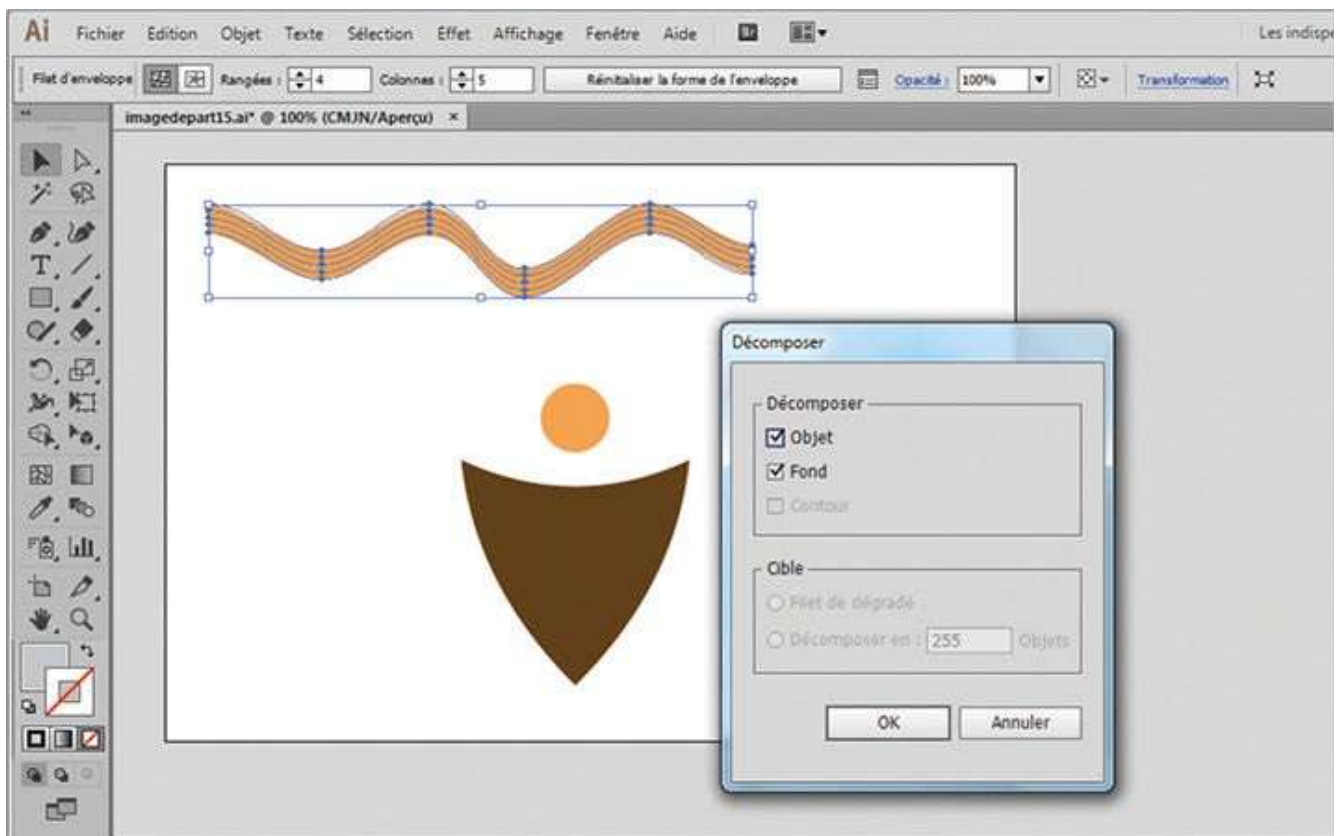 Ai Fichier Edition Objet Texte Sélection Effet Affichage Fenêtre Aide Br Les indispe
Filet d'enveloppe Rangées : 4 Colonnes : 5 Réinitialiser la forme de l'enveloppe Opacité : 100% Transformation
imagedepart15.ai* @ 100% (CMJN/Aperçu) ×
Décomposer
Décomposer
Objet
Fond
Contour
Cible
Filet de dégradé
Décomposer en : 255 Objets
OK Annuler